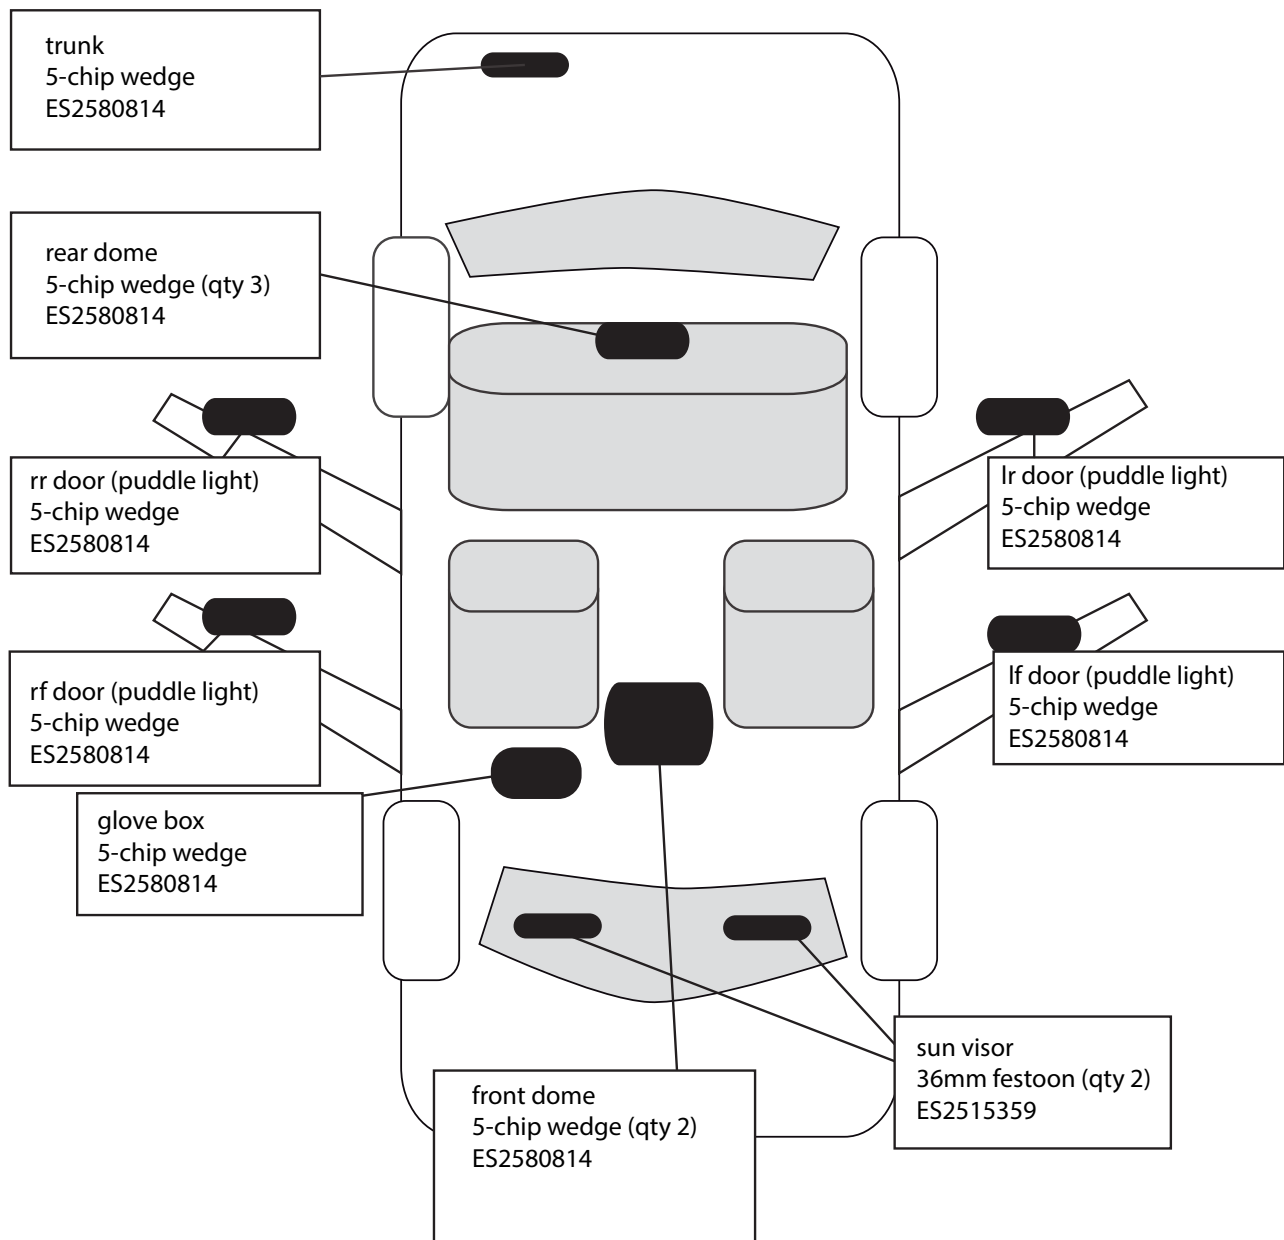 trunk
5-chip wedge
ES2580814
rear dome
5-chip wedge (qty 3)
ES2580814
rr door (puddle light)
5-chip wedge
ES2580814
lr door (puddle light)
5-chip wedge
ES2580814
rf door (puddle light)
5-chip wedge
ES2580814
lf door (puddle light)
5-chip wedge
ES2580814
glove box
5-chip wedge
ES2580814
sun visor
36mm festoon (qty 2)
ES2515359
front dome
5-chip wedge (qty 2)
ES2580814